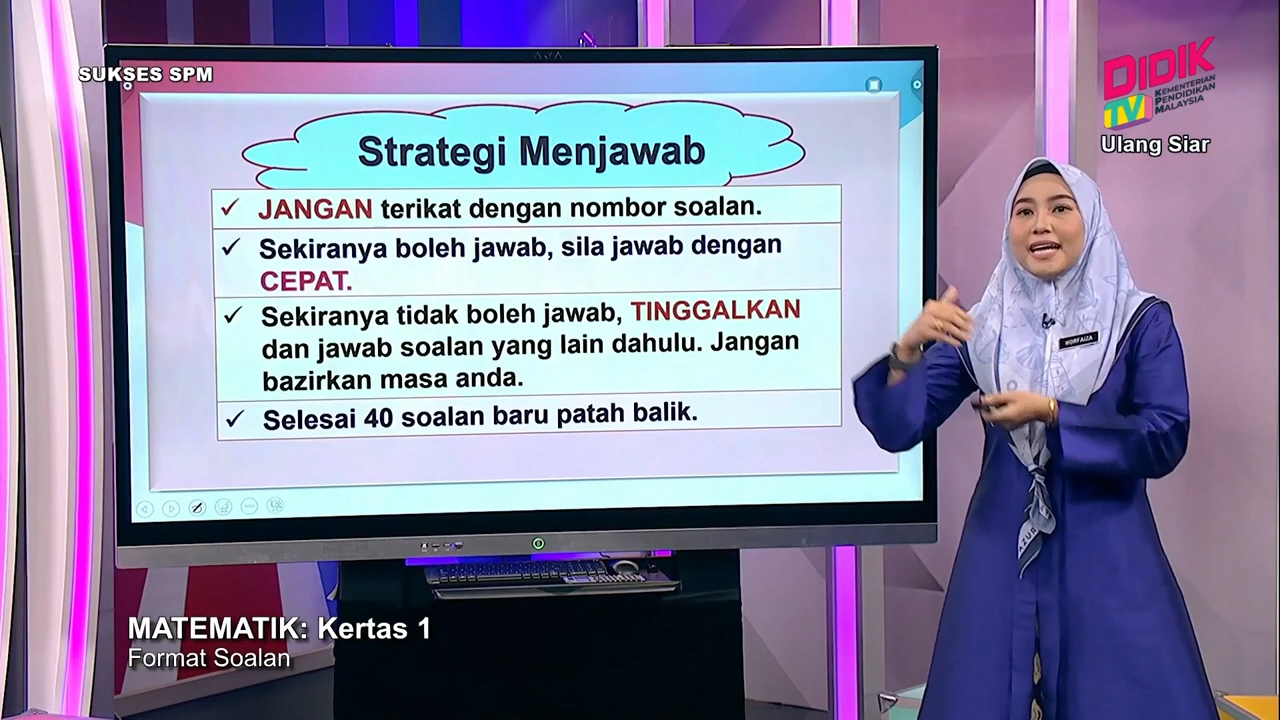 SUKSES SPM
DIDIK
TV
KEMENTERIAN
PENDIDIKAN
MALAYSIA
Ulang Siar
Strategi Menjawab
JANGAN terikat dengan nombor soalan.
Sekiranya boleh jawab, sila jawab dengan
CEPAT.
Sekiranya tidak boleh jawab, TINGGALKAN
dan jawab soalan yang lain dahulu. Jangan
bazirkan masa anda.
Selesai 40 soalan baru patah balik.
NORFAIZA
MATEMATIK: Kertas 1
Format Soalan